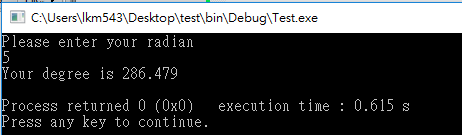 C:\Users\lkm543\Desktop\test\bin\Debug\Test.exe
Please enter your radian
5
Your degree is 286.479
Process returned 0 (0x0)   execution time : 0.615 s
Press any key to continue.